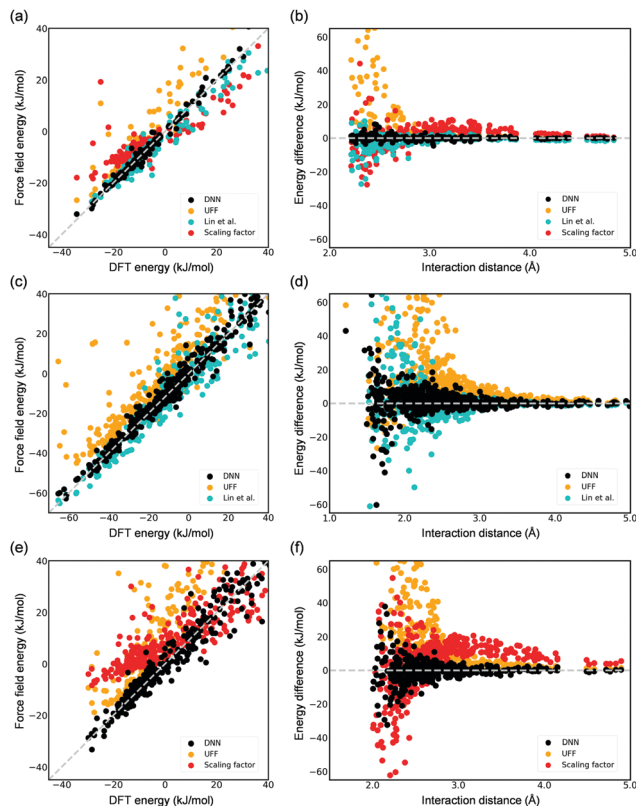 (a)
Force field energy (kJ/mol)
40
20
0
−20
−40
DNN
UFF
Lin et al.
Scaling factor
−40 −20 0 20 40
DFT energy (kJ/mol)
(b)
Energy difference (kJ/mol)
60
40
20
0
−20
−40
−60
DNN
UFF
Lin et al.
Scaling factor
1.0 2.0 3.0 4.0 5.0
Interaction distance (Å)
(c)
Force field energy (kJ/mol)
40
20
0
−20
−40
−60
DNN
UFF
Lin et al.
−60 −40 −20 0 20 40
DFT energy (kJ/mol)
(d)
Energy difference (kJ/mol)
60
40
20
0
−20
−40
−60
DNN
UFF
Lin et al.
1.0 2.0 3.0 4.0 5.0
Interaction distance (Å)
(e)
Force field energy (kJ/mol)
40
20
0
−20
−40
DNN
UFF
Scaling factor
−40 −20 0 20 40
DFT energy (kJ/mol)
(f)
Energy difference (kJ/mol)
60
40
20
0
−20
−40
−60
DNN
UFF
Scaling factor
2.0 3.0 4.0 5.0
Interaction distance (Å)